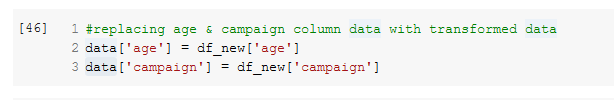 [46] 1 #replacing age & campaign column data with transformed data
2 data['age'] = df_new['age']
3 data['campaign'] = df_new['campaign']